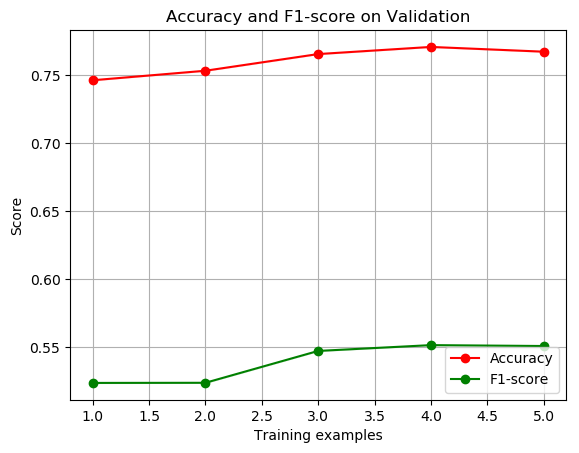 Accuracy and F1-score on Validation
Score
0.75
0.70
0.65
0.60
0.55
Accuracy
F1-score
1.0 1.5 2.0 2.5 3.0 3.5 4.0 4.5 5.0
Training examples